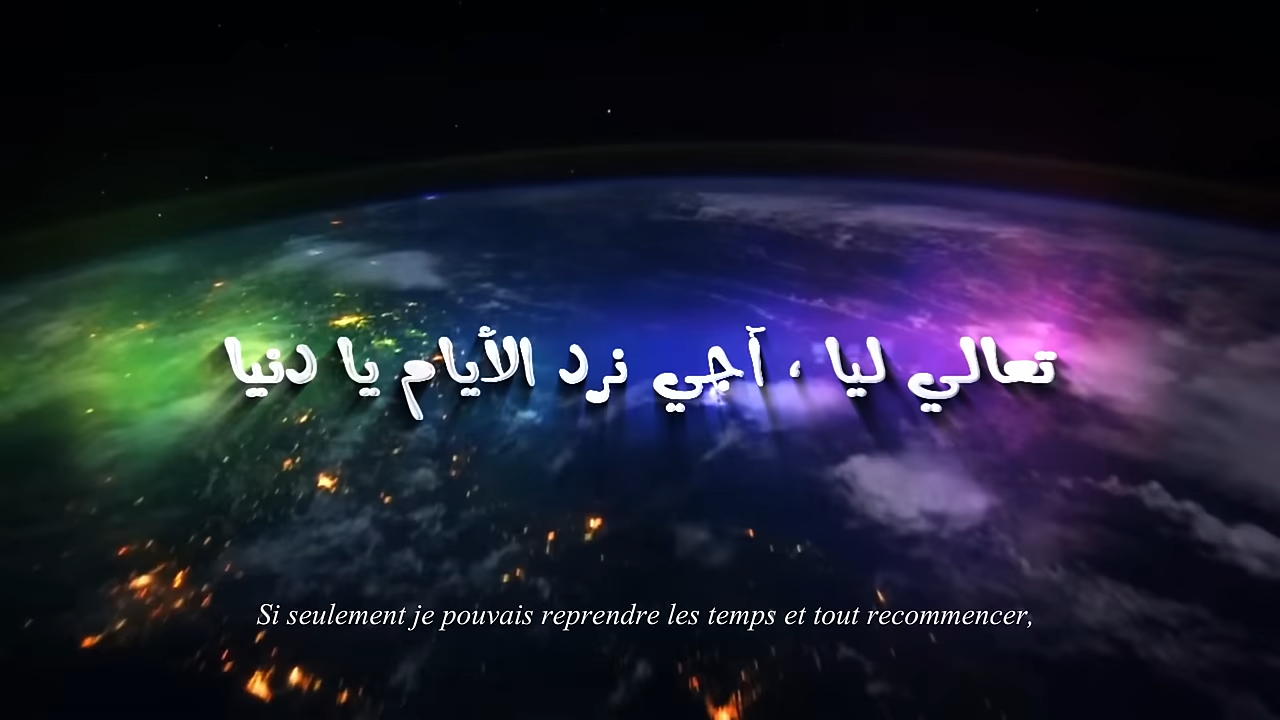 تعالي ليا ، آجي نرد الأيام يا دنيا
Si seulement je pouvais reprendre les temps et tout recommencer,